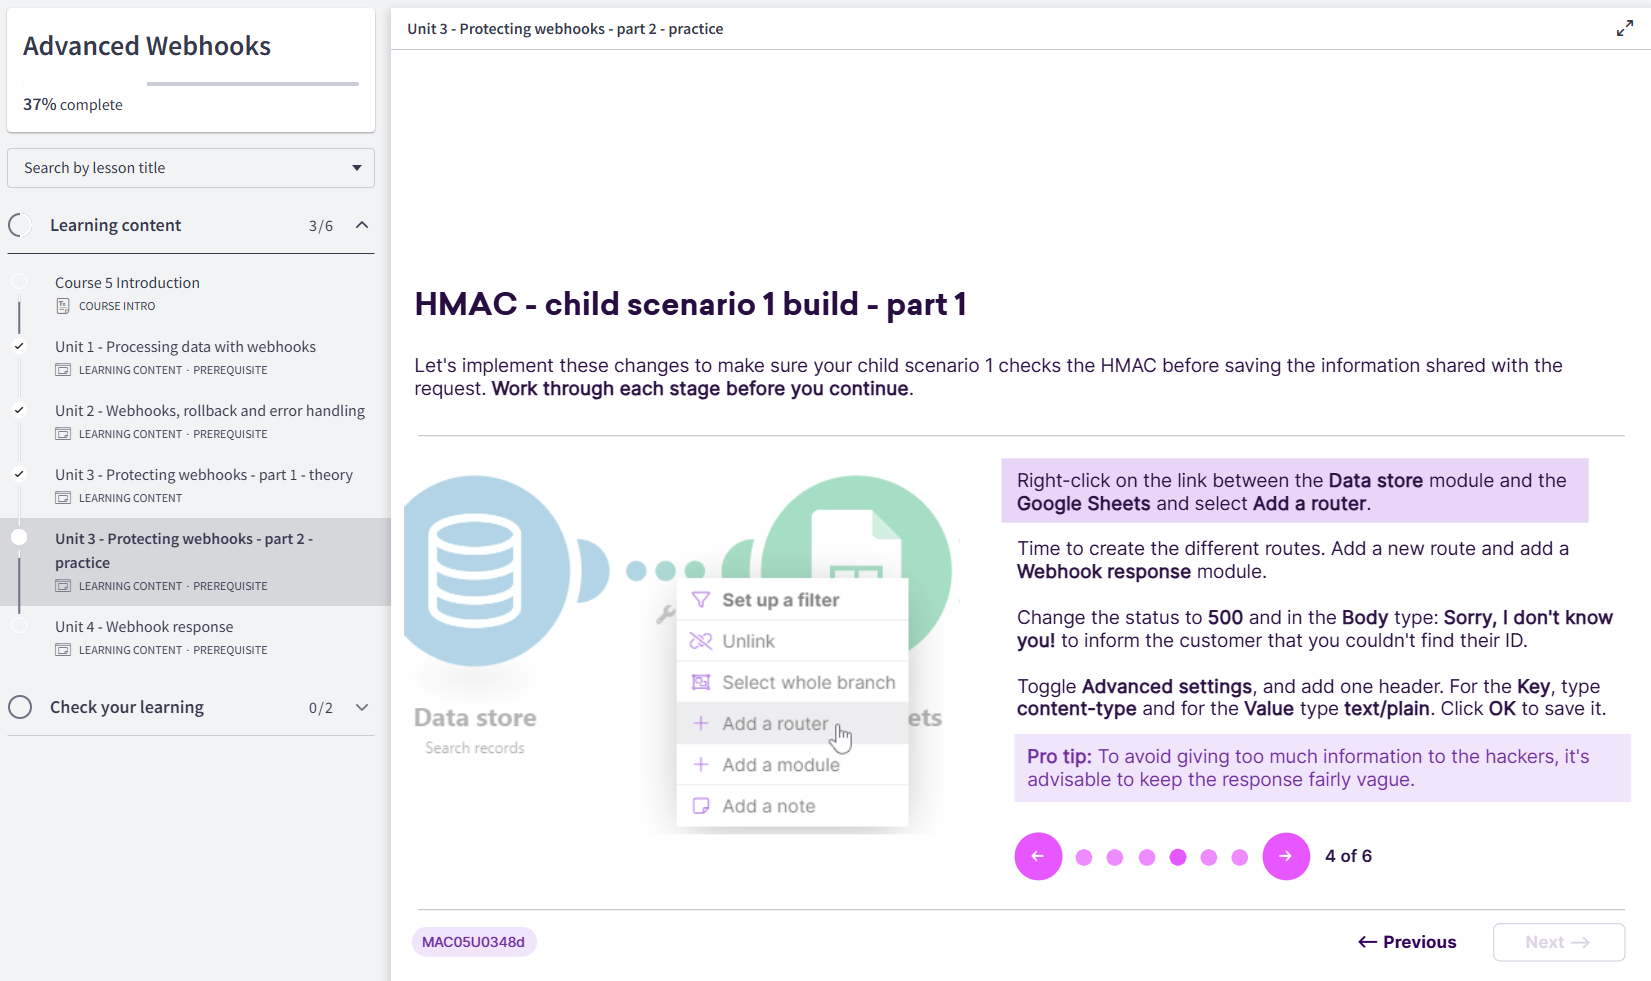 Advanced Webhooks
37% complete
Search by lesson title
Learning content 3/6
Course 5 Introduction
COURSE INTRO
Unit 1 - Processing data with webhooks
LEARNING CONTENT · PREREQUISITE
Unit 2 - Webhooks, rollback and error handling
LEARNING CONTENT · PREREQUISITE
Unit 3 - Protecting webhooks - part 1 - theory
LEARNING CONTENT
Unit 3 - Protecting webhooks - part 2 -
practice
LEARNING CONTENT · PREREQUISITE
Unit 4 - Webhook response
LEARNING CONTENT · PREREQUISITE
Check your learning 0/2
Unit 3 - Protecting webhooks - part 2 - practice
HMAC - child scenario 1 build - part 1
Let's implement these changes to make sure your child scenario 1 checks the HMAC before saving the information shared with the
request. Work through each stage before you continue.
Data store
Search records
ets
Set up a filter
Unlink
Select whole branch
Add a router
Add a module
Add a note
Right-click on the link between the Data store module and the
Google Sheets and select Add a router.
Time to create the different routes. Add a new route and add a
Webhook response module.
Change the status to 500 and in the Body type: Sorry, I don't know
you! to inform the customer that you couldn't find their ID.
Toggle Advanced settings, and add one header. For the Key, type
content-type and for the Value type text/plain. Click OK to save it.
Pro tip: To avoid giving too much information to the hackers, it's
advisable to keep the response fairly vague.
← → 4 of 6
MAC05U0348d
← Previous
Next →